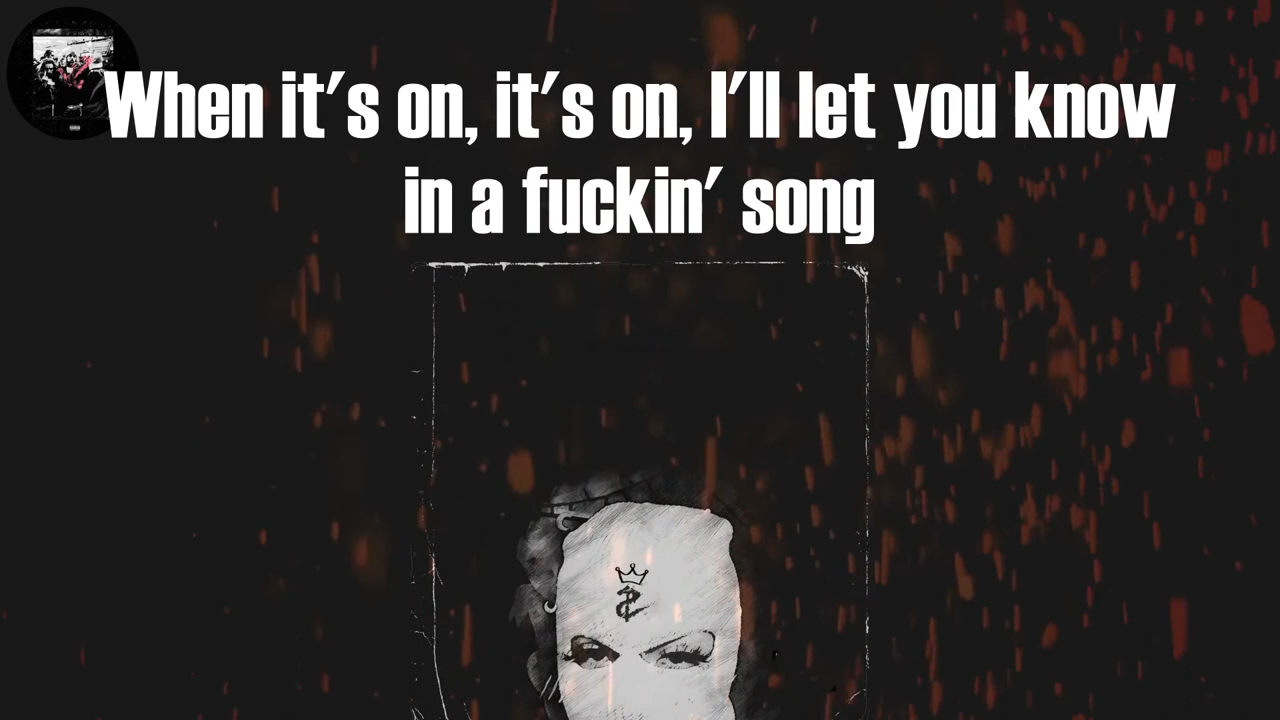 When it's on, it's on, I'll let you know
in a fuckin' song